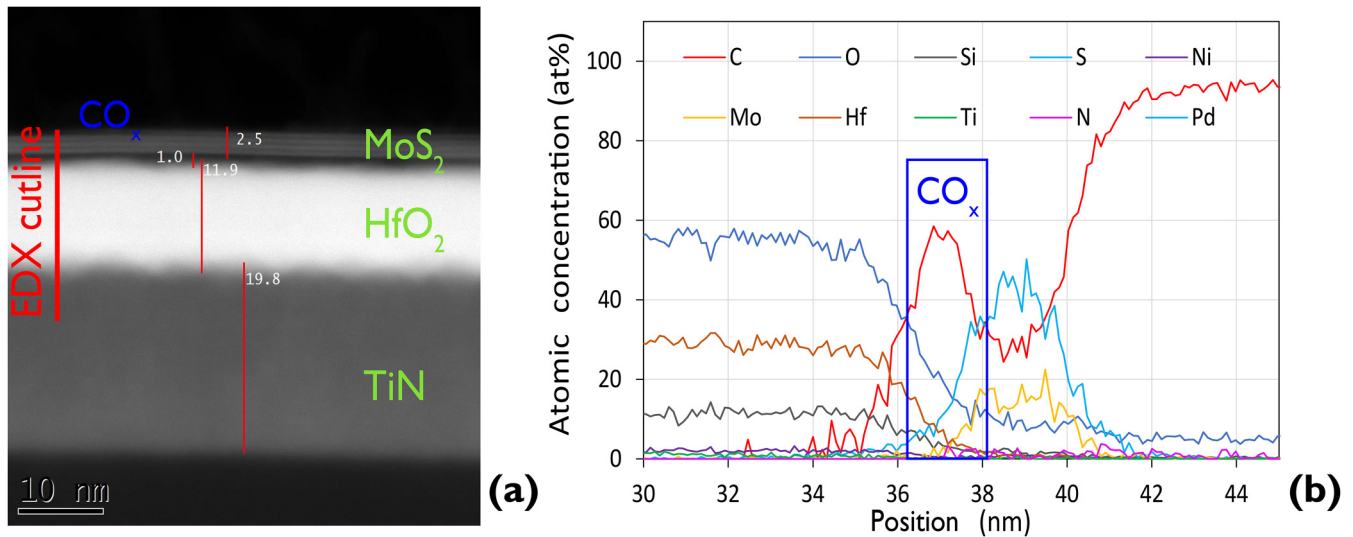 COx
EDX cutline
2.5
1.0
11.9
19.8
MoS2
HfO2
TiN
10 nm
(a)
Atomic concentration (at%)
100
80
60
40
20
0
C O Si S Ni
Mo Hf Ti N Pd
COx
30 32 34 36 38 40 42 44
Position (nm)
(b)